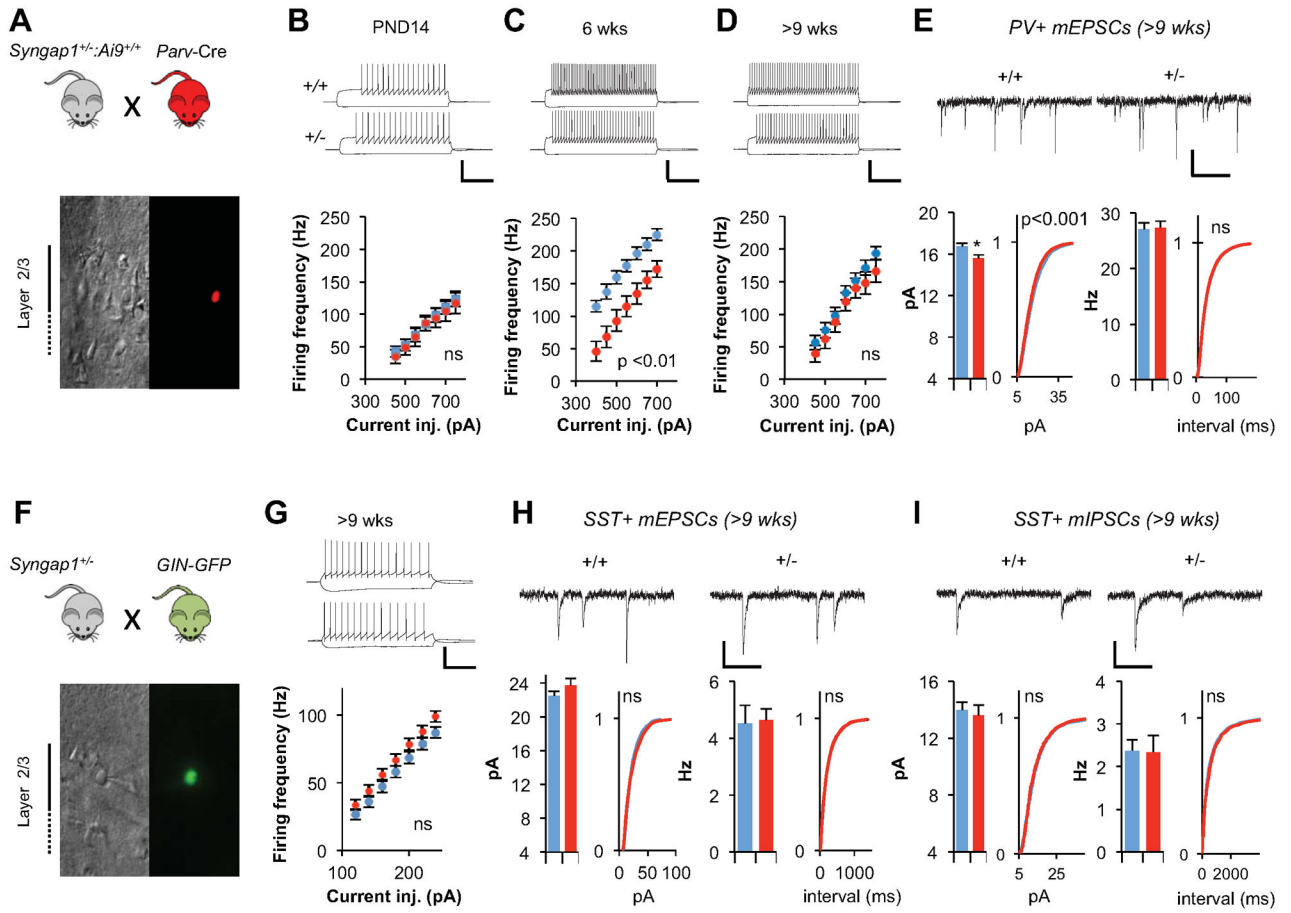 A
Syngap1+/-:Ai9+/+ Parv-Cre
X
Layer 2/3
B
PND14
+/+
+/-
Firing frequency (Hz)
250
200
150
100
50
0
ns
300 500 700
Current inj. (pA)
C
6 wks
Firing frequency (Hz)
250
200
150
100
50
0
p <0.01
300 500 700
Current inj. (pA)
D
>9 wks
Firing frequency (Hz)
250
200
150
100
50
0
ns
300 500 700
Current inj. (pA)
E
PV+ mEPSCs (>9 wks)
+/+ +/-
pA
20
16
12
8
4
p<0.001
*
1
0
5 35
pA
Hz
30
20
10
0
ns
1
0
0 100
interval (ms)
F
Syngap1+/- GIN-GFP
X
Layer 2/3
G
>9 wks
Firing frequency (Hz)
100
50
0
ns
100 200
Current inj. (pA)
H
SST+ mEPSCs (>9 wks)
+/+ +/-
pA
24
20
16
12
8
4
ns
1
0
0 50 100
pA
Hz
6
4
2
0
ns
1
0
0 1000
interval (ms)
I
SST+ mIPSCs (>9 wks)
+/+ +/-
pA
16
14
12
8
4
ns
1
0
5 25
pA
Hz
4
3
2
1
0
ns
1
0
0 2000
interval (ms)